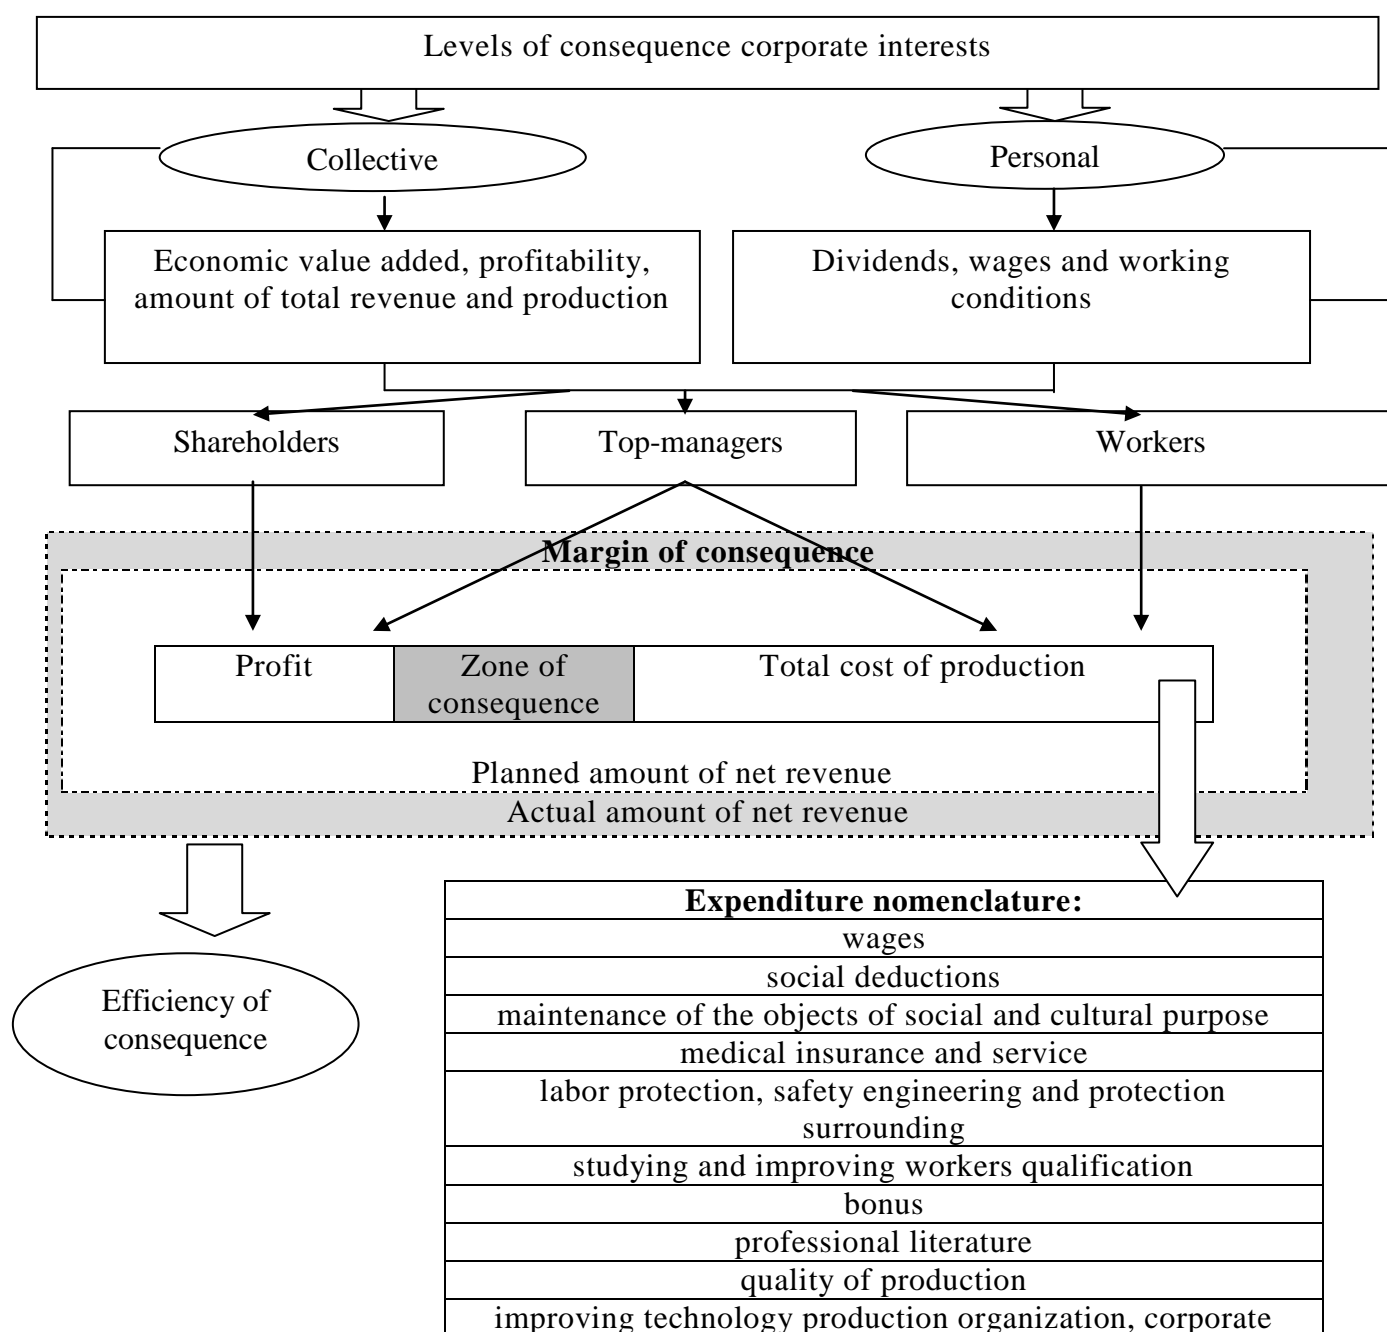 Levels of consequence corporate interests
Collective
Personal
Economic value added, profitability,
amount of total revenue and production
Dividends, wages and working
conditions
Shareholders
Top-managers
Workers
Margin of consequence
Profit
Zone of
consequence
Total cost of production
Planned amount of net revenue
Actual amount of net revenue
Efficiency of
consequence
Expenditure nomenclature:
wages
social deductions
maintenance of the objects of social and cultural purpose
medical insurance and service
labor protection, safety engineering and protection
surrounding
studying and improving workers qualification
bonus
professional literature
quality of production
improving technology production organization, corporate